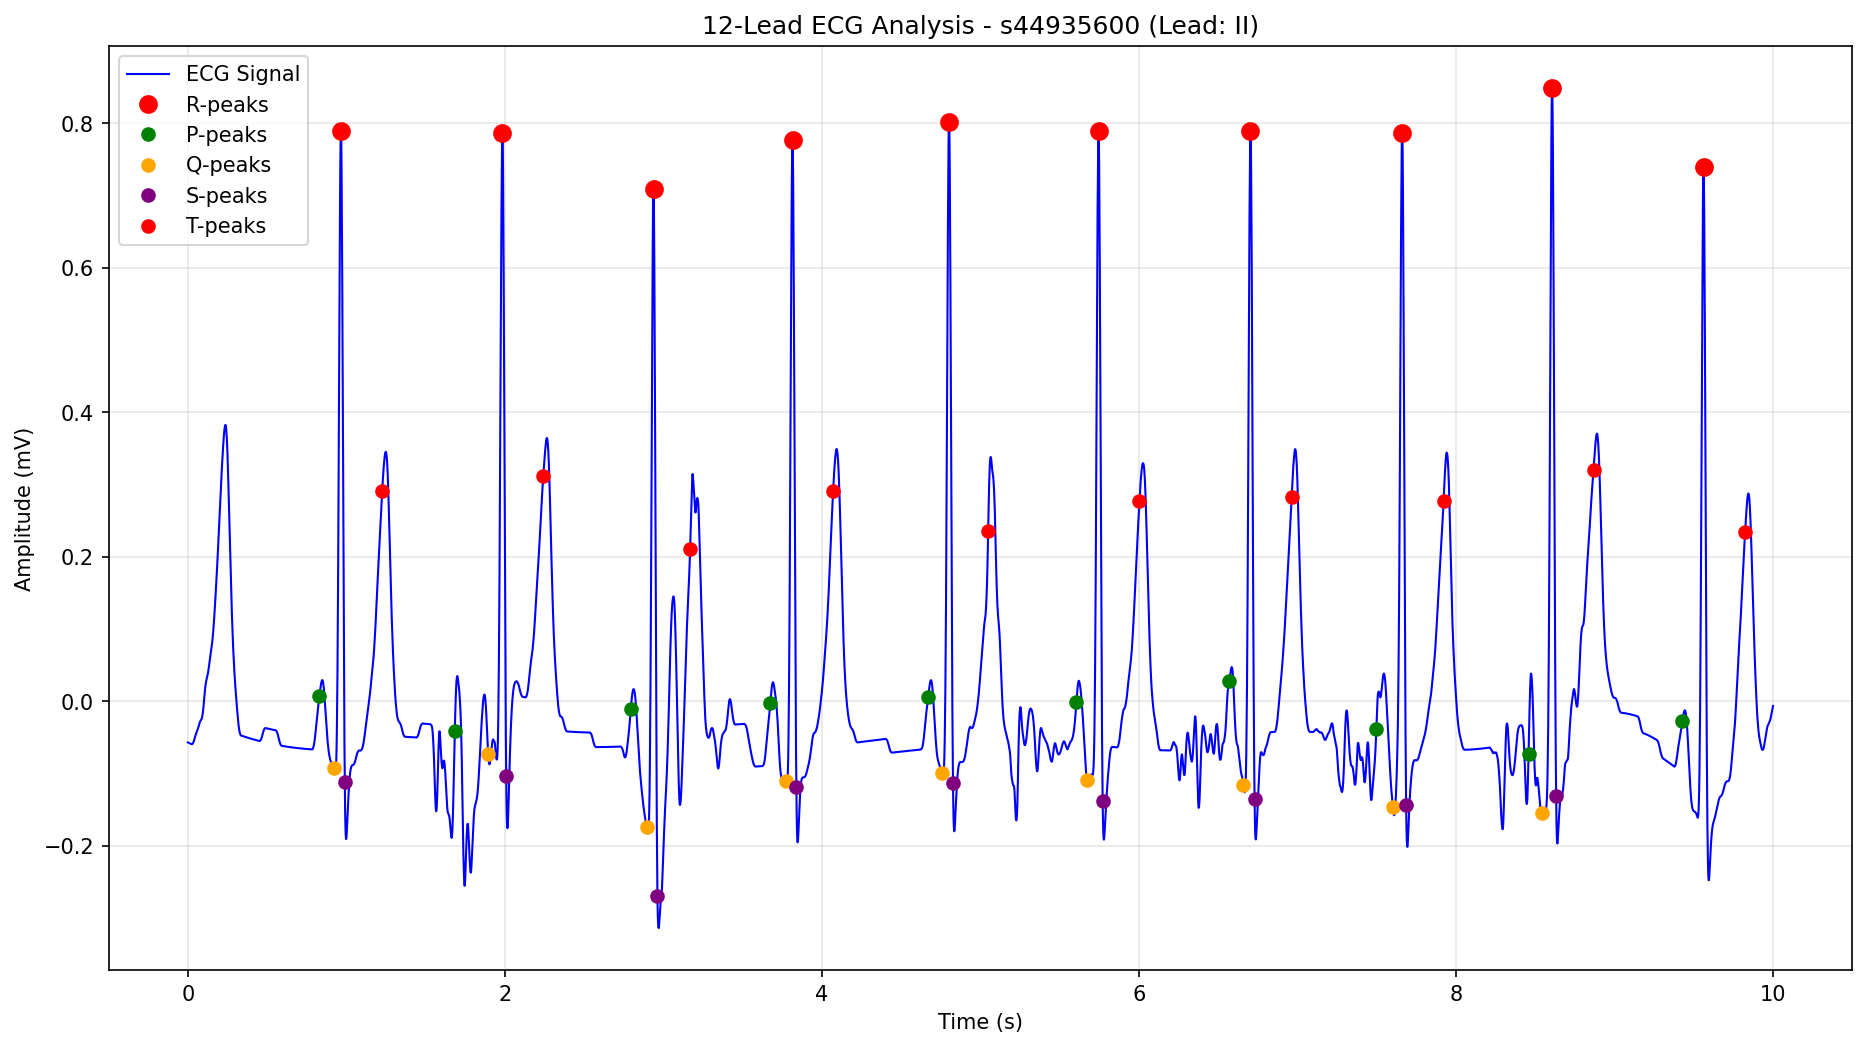 12-Lead ECG Analysis - s44935600 (Lead: II)
ECG Signal
R-peaks
P-peaks
Q-peaks
S-peaks
T-peaks
Amplitude (mV)
0.8
0.6
0.4
0.2
0.0
−0.2
0 2 4 6 8 10
Time (s)